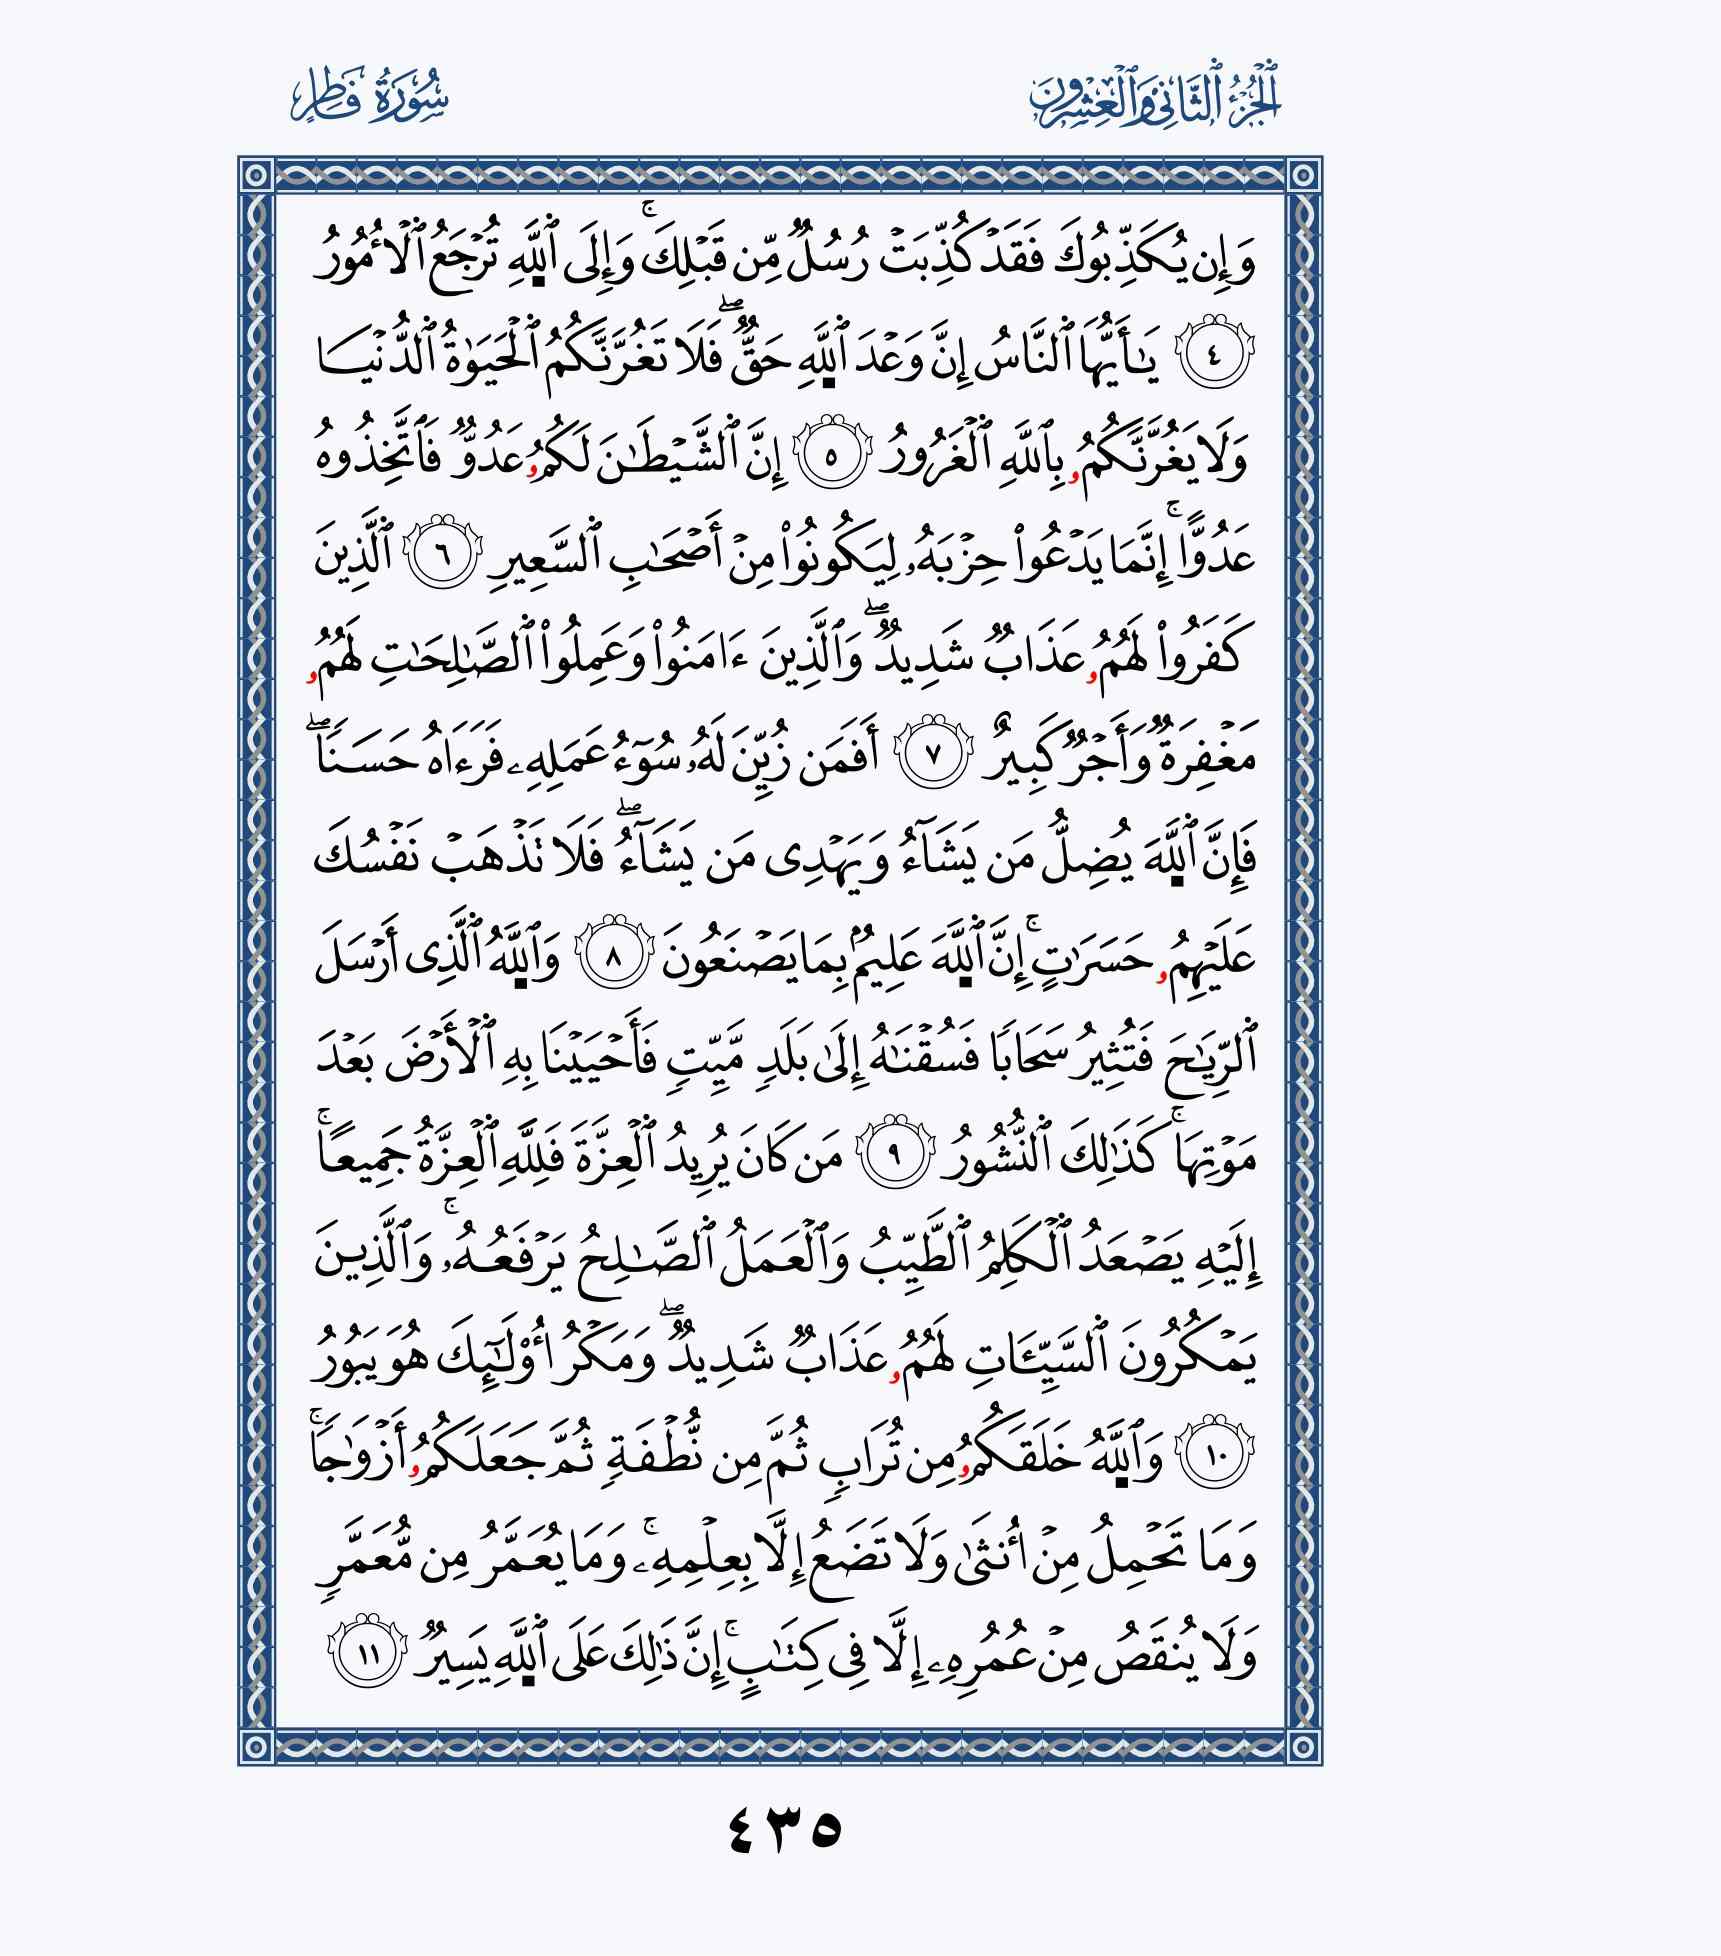 الجُزْءُ الثَّانِي وَالعِشْرُونَ
سُورَةُ فَاطِرٍ
وَإِن يُكَذِّبُوكَ فَقَدۡ كُذِّبَتۡ رُسُلٞ مِّن قَبۡلِكَۚ وَإِلَى ٱللَّهِ تُرۡجَعُ ٱلۡأُمُورُ
٤ يَٰٓأَيُّهَا ٱلنَّاسُ إِنَّ وَعۡدَ ٱللَّهِ حَقّٞۖ فَلَا تَغُرَّنَّكُمُ ٱلۡحَيَوٰةُ ٱلدُّنۡيَا
وَلَا يَغُرَّنَّكُمُۥ بِٱللَّهِ ٱلۡغَرُورُ ٥ إِنَّ ٱلشَّيۡطَٰنَ لَكُمُۥ عَدُوّٞ فَٱتَّخِذُوهُ
عَدُوًّاۚ إِنَّمَا يَدۡعُواْ حِزۡبَهُۥ لِيَكُونُواْ مِنۡ أَصۡحَٰبِ ٱلسَّعِيرِ ٦ ٱلَّذِينَ
كَفَرُواْ لَهُمُۥ عَذَابٞ شَدِيدٞۖ وَٱلَّذِينَ ءَامَنُواْ وَعَمِلُواْ ٱلصَّٰلِحَٰتِ لَهُمُۥ
مَغۡفِرَةٞ وَأَجۡرٞ كَبِيرٌ ٧ أَفَمَن زُيِّنَ لَهُۥ سُوٓءُ عَمَلِهِۦ فَرَءَاهُ حَسَنٗاۖ
فَإِنَّ ٱللَّهَ يُضِلُّ مَن يَشَآءُ وَيَهۡدِي مَن يَشَآءُۖ فَلَا تَذۡهَبۡ نَفۡسُكَ
عَلَيۡهِمُۥ حَسَرَٰتٍۚ إِنَّ ٱللَّهَ عَلِيمُۢ بِمَا يَصۡنَعُونَ ٨ وَٱللَّهُ ٱلَّذِيٓ أَرۡسَلَ
ٱلرِّيَٰحَ فَتُثِيرُ سَحَابٗا فَسُقۡنَٰهُ إِلَىٰ بَلَدٖ مَّيِّتٖ فَأَحۡيَيۡنَا بِهِ ٱلۡأَرۡضَ بَعۡدَ
مَوۡتِهَاۚ كَذَٰلِكَ ٱلنُّشُورُ ٩ مَن كَانَ يُرِيدُ ٱلۡعِزَّةَ فَلِلَّهِ ٱلۡعِزَّةُ جَمِيعًاۚ
إِلَيۡهِ يَصۡعَدُ ٱلۡكَلِمُ ٱلطَّيِّبُ وَٱلۡعَمَلُ ٱلصَّٰلِحُ يَرۡفَعُهُۥۚ وَٱلَّذِينَ
يَمۡكُرُونَ ٱلسَّيِّـَٔاتِ لَهُمُۥ عَذَابٞ شَدِيدٞۖ وَمَكۡرُ أُوْلَٰٓئِكَ هُوَ يَبُورُ
١٠ وَٱللَّهُ خَلَقَكُمُۥ مِن تُرَابٖ ثُمَّ مِن نُّطۡفَةٖ ثُمَّ جَعَلَكُمُۥ أَزۡوَٰجٗاۚ
وَمَا تَحۡمِلُ مِنۡ أُنثَىٰ وَلَا تَضَعُ إِلَّا بِعِلۡمِهِۦۚ وَمَا يُعَمَّرُ مِن مُّعَمَّرٖ
وَلَا يُنقَصُ مِنۡ عُمُرِهِۦٓ إِلَّا فِي كِتَٰبٍۚ إِنَّ ذَٰلِكَ عَلَى ٱللَّهِ يَسِيرٞ ١١
٤٣٥